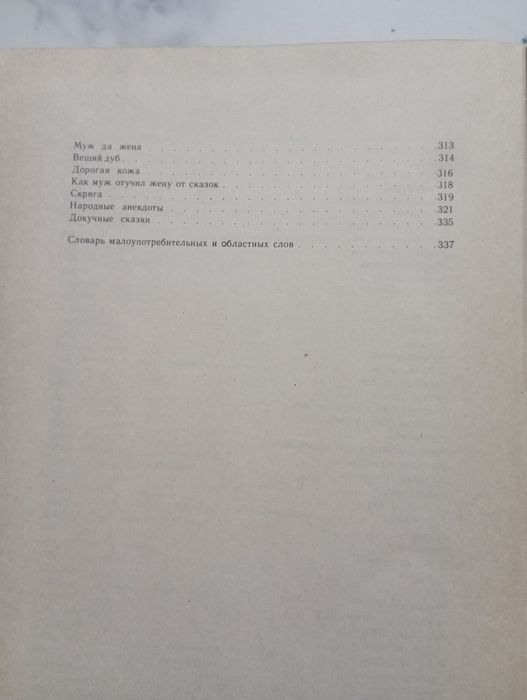 Муж да жена . . . . . . . . . . . . . . . . . . . . 313
Вещий дуб . . . . . . . . . . . . . . . . . . . . . 314
Дорогая кожа . . . . . . . . . . . . . . . . . . . . 316
Как муж отучил жену от сказок . . . . . . . . . . . . . 318
Скряга . . . . . . . . . . . . . . . . . . . . . . 319
Народные анекдоты . . . . . . . . . . . . . . . . . . 321
Докучные сказки . . . . . . . . . . . . . . . . . . . 335
Словарь малоупотребительных и областных слов . . . . . . . . . 337